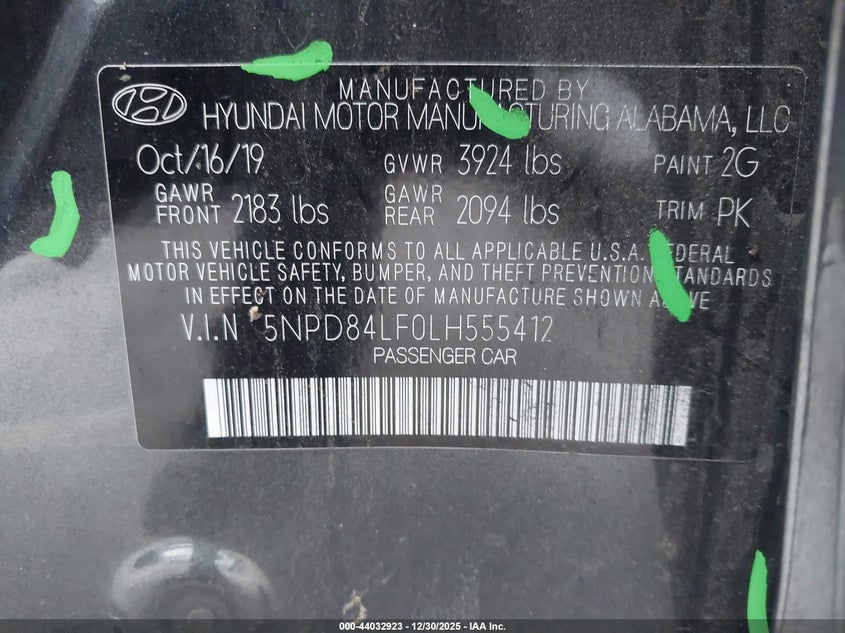 MANUFACTURED BY
HYUNDAI MOTOR MANUFACTURING ALABAMA, LLC
Oct/16/19 GVWR 3924 lbs PAINT 2G
GAWR FRONT 2183 lbs GAWR REAR 2094 lbs TRIM PK
THIS VEHICLE CONFORMS TO ALL APPLICABLE U.S.A. FEDERAL
MOTOR VEHICLE SAFETY, BUMPER, AND THEFT PREVENTION STANDARDS
IN EFFECT ON THE DATE OF MANUFACTURE SHOWN ABOVE
V.I.N 5NPD84LF0LH555412
PASSENGER CAR
000-44032923 - 12/30/2025 - IAA Inc.